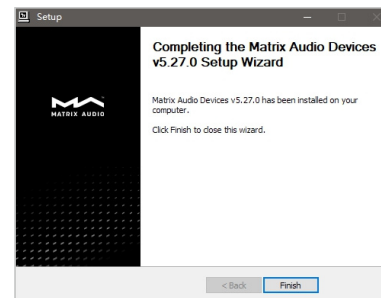 Setup
Completing the Matrix Audio Devices
v5.27.0 Setup Wizard
MATRIX AUDIO
Matrix Audio Devices v5.27.0 has been installed on your
computer.
Click Finish to close this wizard.
< Back
Finish